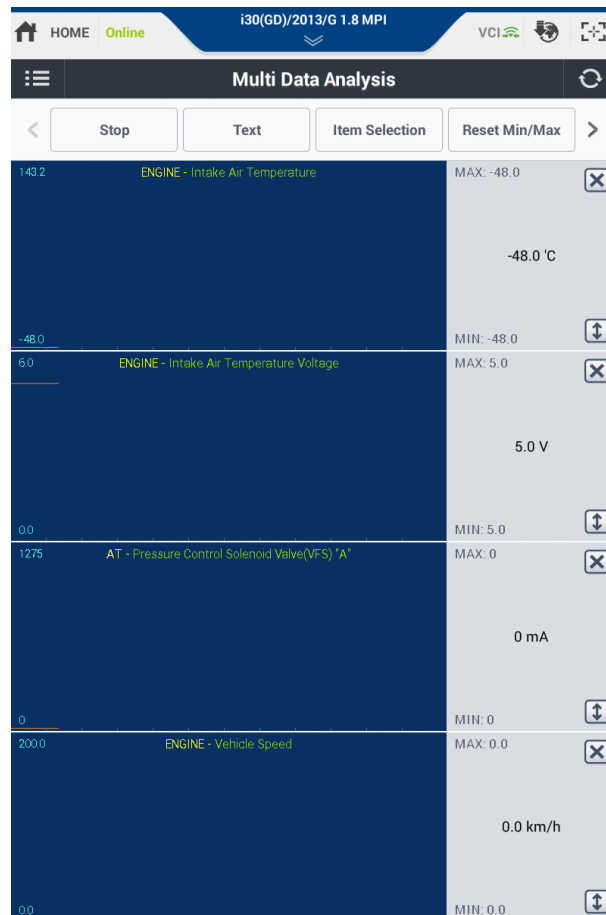 i30(GD)/2013/G 1.8 MPI
HOME Online VCI
Multi Data Analysis
< Stop Text Item Selection Reset Min/Max >
143.2 ENGINE - Intake Air Temperature MAX: -48.0
-48.0 'C
-48.0 MIN: -48.0
6.0 ENGINE - Intake Air Temperature Voltage MAX: 5.0
5.0 V
0.0 MIN: 5.0
1275 AT - Pressure Control Solenoid Valve(VFS) "A" MAX: 0
0 mA
0 MIN: 0
200.0 ENGINE - Vehicle Speed MAX: 0.0
0.0 km/h
0.0 MIN: 0.0